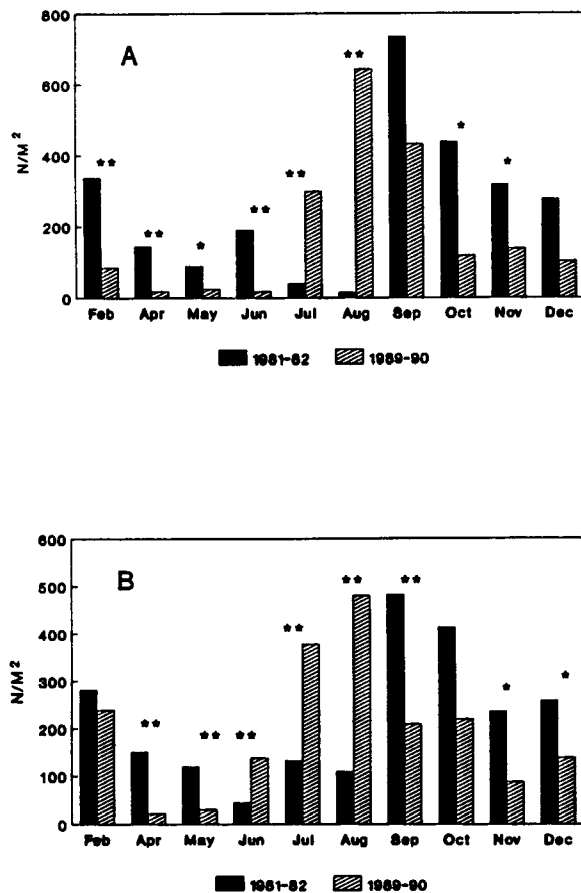 A
800
600
400
200
0
N/M²
** ** * ** ** ** * *
Feb Apr May Jun Jul Aug Sep Oct Nov Dec
1981-82 1989-90
B
600
500
400
300
200
100
0
N/M²
** ** ** ** ** ** * *
Feb Apr May Jun Jul Aug Sep Oct Nov Dec
1981-82 1989-90